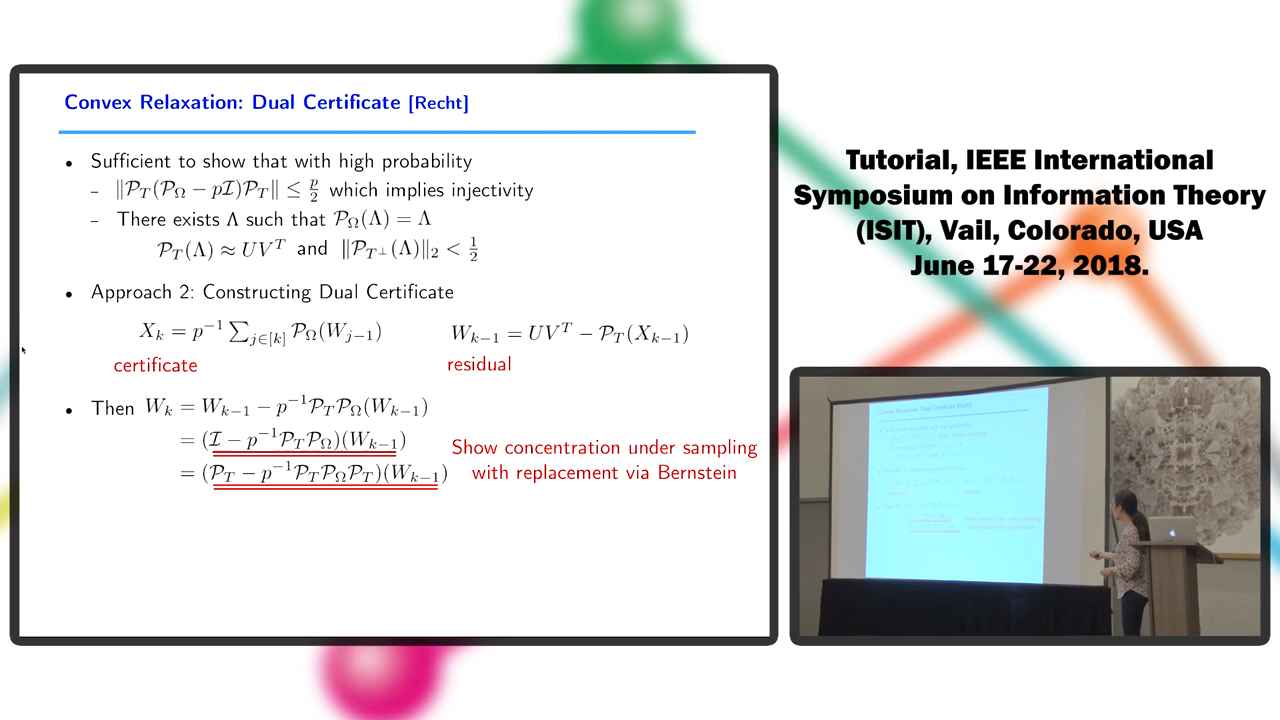 Convex Relaxation: Dual Certificate [Recht]
• Sufficient to show that with high probability
– ‖𝒫_T(𝒫_Ω − pℐ)𝒫_T‖ ≤ p/2 which implies injectivity
– There exists Λ such that 𝒫_Ω(Λ) = Λ
𝒫_T(Λ) ≈ UV^T and ‖𝒫_{T^⊥}(Λ)‖_2 < 1/2
• Approach 2: Constructing Dual Certificate
X_k = p^{−1} ∑_{j∈[k]} 𝒫_Ω(W_{j−1}) W_{k−1} = UV^T − 𝒫_T(X_{k−1})
certificate residual
• Then W_k = W_{k−1} − p^{−1}𝒫_T𝒫_Ω(W_{k−1})
= (ℐ − p^{−1}𝒫_T𝒫_Ω)(W_{k−1})
= (𝒫_T − p^{−1}𝒫_T𝒫_Ω𝒫_T)(W_{k−1})
Show concentration under sampling
with replacement via Bernstein
Tutorial, IEEE International
Symposium on Information Theory
(ISIT), Vail, Colorado, USA
June 17-22, 2018.